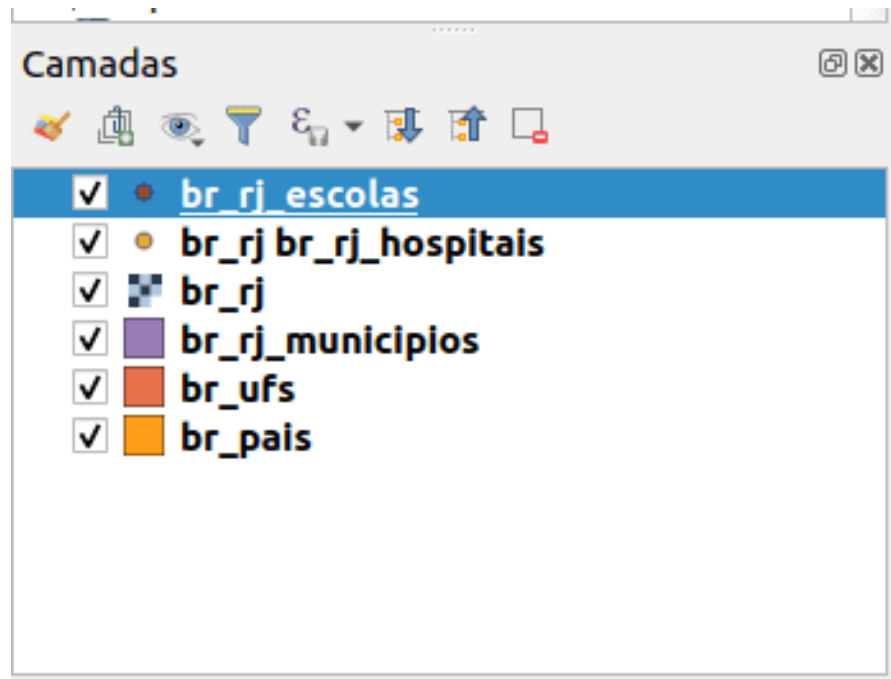 Camadas
br_rj_escolas
br_rj br_rj_hospitais
br_rj
br_rj_municipios
br_ufs
br_pais